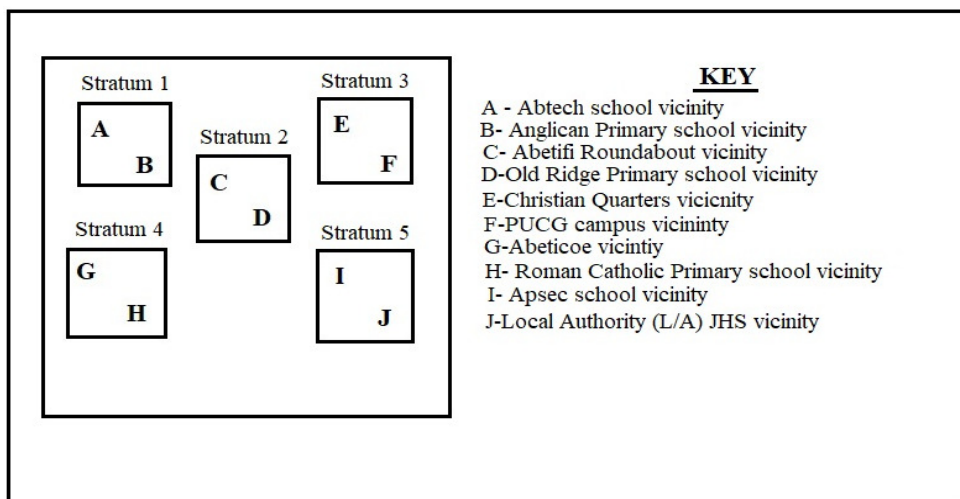 Stratum 1
A
B
Stratum 2
C
D
Stratum 3
E
F
Stratum 4
G
H
Stratum 5
I
J
KEY
A - Abtech school vicinity
B- Anglican Primary school vicinity
C- Abetifi Roundabout vicinity
D-Old Ridge Primary school vicinity
E-Christian Quarters vicicnity
F-PUCG campus vicininty
G-Abeticoe vicintiy
H- Roman Catholic Primary school vicinity
I- Apsec school vicinity
J-Local Authority (L/A) JHS vicinity